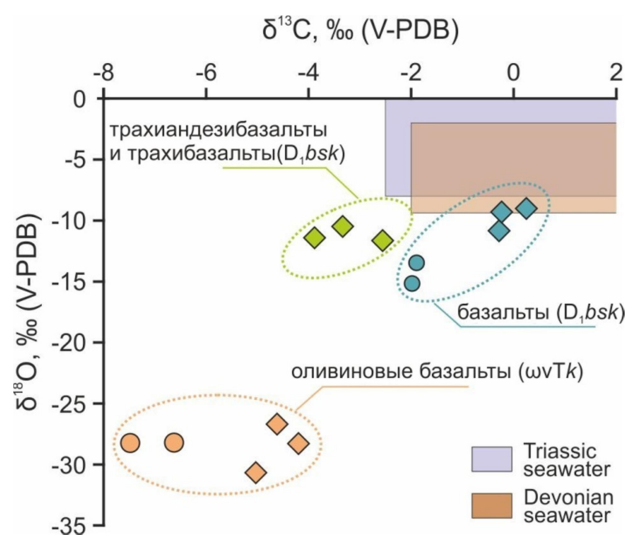 δ¹³C, ‰ (V-PDB)
-8 -6 -4 -2 0 2
0
-5
-10
-15
-20
-25
-30
-35
δ¹⁸O, ‰ (V-PDB)
трахиандезибазальты
и трахибазальты(D₁bsk)
базальты (D₁bsk)
оливиновые базальты (ωνTk)
Triassic
seawater
Devonian
seawater